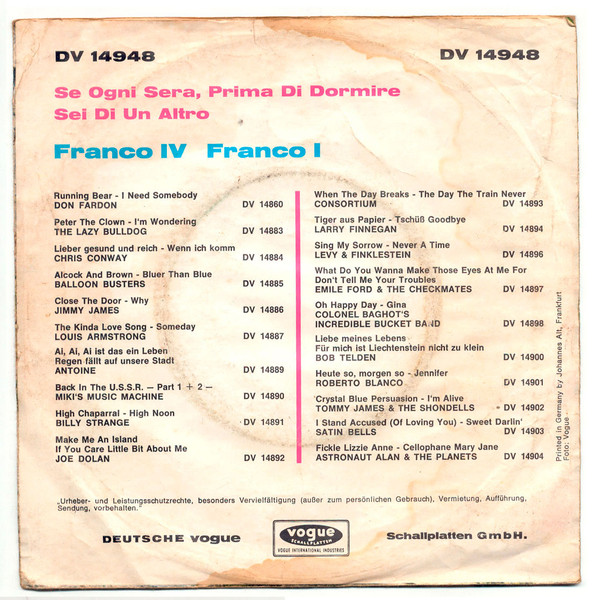 DV 14948 DV 14948
Se Ogni Sera, Prima Di Dormire
Sei Di Un Altro
Franco IV Franco I
Running Bear - I Need Somebody
DON FARDON DV 14860
Peter The Clown - I'm Wondering
THE LAZY BULLDOG DV 14883
Lieber gesund und reich - Wenn ich komm
CHRIS CONWAY DV 14884
Alcock And Brown - Bluer Than Blue
BALLOON BUSTERS DV 14885
Close The Door - Why
JIMMY JAMES DV 14886
The Kinda Love Song - Someday
LOUIS ARMSTRONG DV 14887
Ai, Ai, Ai ist das ein Leben
Regen fällt auf unsere Stadt
ANTOINE DV 14889
Back In The U.S.S.R. — Part 1 + 2 —
MIKI'S MUSIC MACHINE DV 14890
High Chaparral - High Noon
BILLY STRANGE DV 14891
Make Me An Island
If You Care Little Bit About Me
JOE DOLAN DV 14892
When The Day Breaks - The Day The Train Never
CONSORTIUM DV 14893
Tiger aus Papier - Tschüß Goodbye
LARRY FINNEGAN DV 14894
Sing My Sorrow - Never A Time
LEVY & FINKLESTEIN DV 14896
What Do You Wanna Make Those Eyes At Me For
Don't Tell Me Your Troubles
EMILE FORD & THE CHECKMATES DV 14897
Oh Happy Day - Gina
COLONEL BAGHOT'S
INCREDIBLE BUCKET BAND DV 14898
Liebe meines Lebens
Für mich ist Liechtenstein nicht zu klein
BOB TELDEN DV 14900
Heute so, morgen so - Jennifer
ROBERTO BLANCO DV 14901
Crystal Blue Persuasion - I'm Alive
TOMMY JAMES & THE SHONDELLS DV 14902
I Stand Accused (Of Loving You) - Sweet Darlin'
SATIN BELLS DV 14903
Fickle Lizzie Anne - Cellophane Mary Jane
ASTRONAUT ALAN & THE PLANETS DV 14904
Printed in Germany by Johannes Alt, Frankfurt
Foto: Vogue
„Urheber- und Leistungsschutzrechte, besonders Vervielfältigung (außer zum persönlichen Gebrauch), Vermietung, Aufführung,
Sendung, vorbehalten."
DEUTSCHE VOGUE vogue Schallplatten GmbH.
SCHALLPLATTEN
VOGUE INTERNATIONAL INDUSTRIES